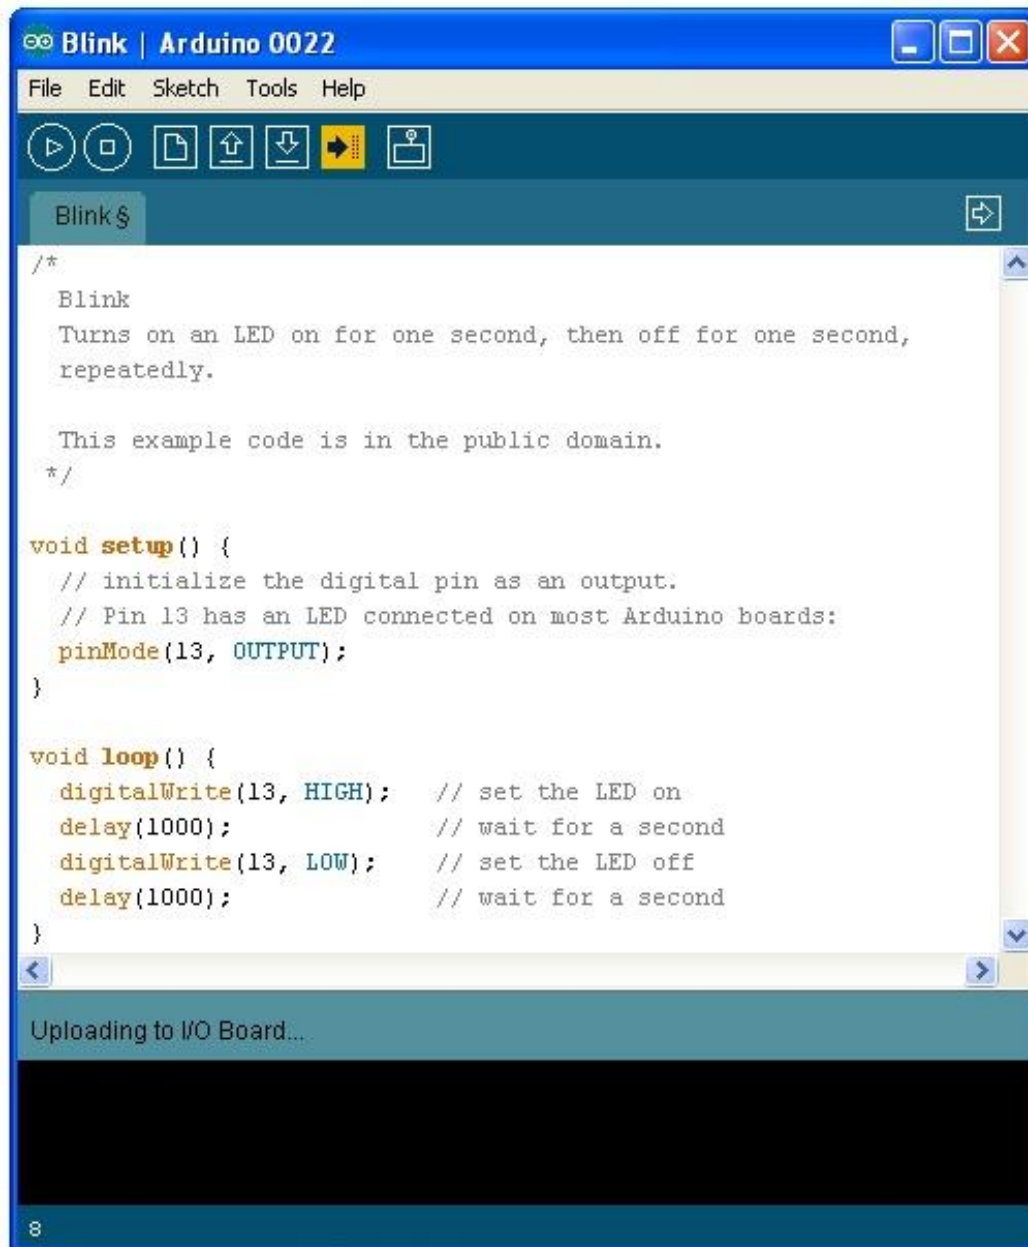 Blink | Arduino 0022
File Edit Sketch Tools Help
Blink §
/*
  Blink
  Turns on an LED on for one second, then off for one second,
  repeatedly.

  This example code is in the public domain.
 */

void setup() {
  // initialize the digital pin as an output.
  // Pin 13 has an LED connected on most Arduino boards:
  pinMode(13, OUTPUT);
}

void loop() {
  digitalWrite(13, HIGH);   // set the LED on
  delay(1000);              // wait for a second
  digitalWrite(13, LOW);    // set the LED off
  delay(1000);              // wait for a second
}
Uploading to I/O Board...
8